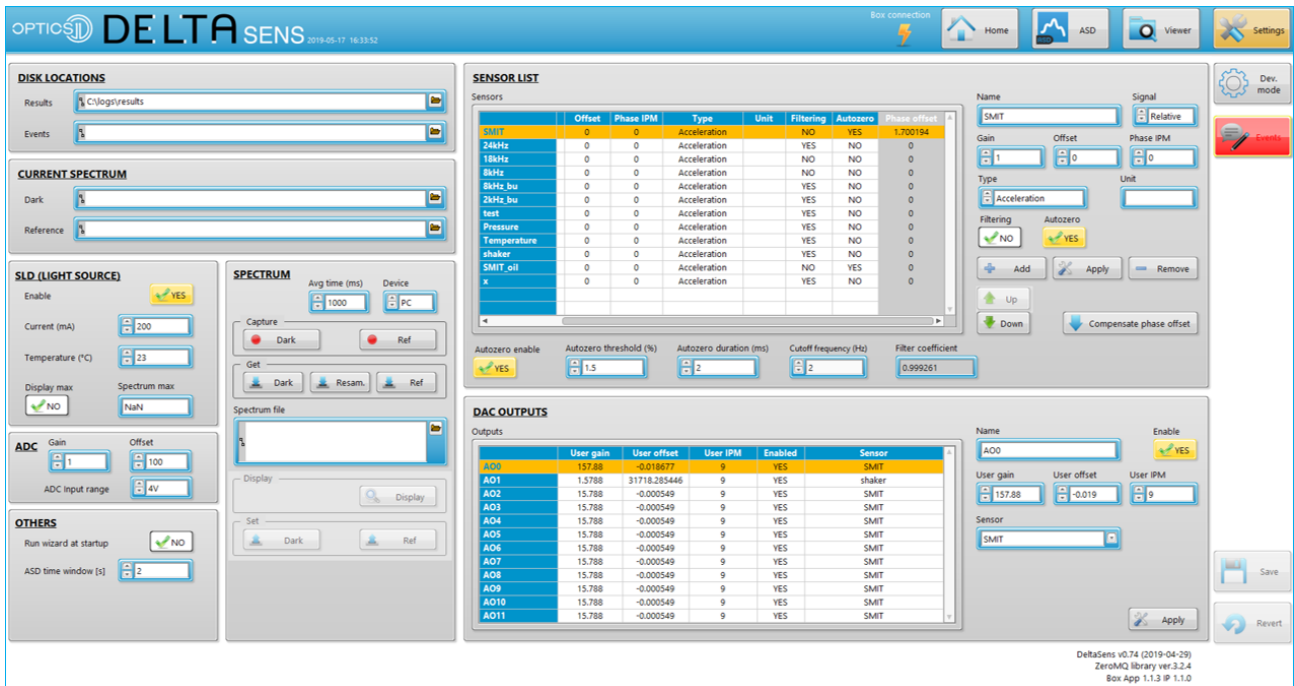 OPTICS11 DELTA SENS 2019-05-17 16:33:52
Box connection
Home
ASD
Viewer
Settings
DISK LOCATIONS
Results C:\logs\results
Events
CURRENT SPECTRUM
Dark
Reference
SLD (LIGHT SOURCE)
Enable YES
Current (mA) 200
Temperature (°C) 23
Display max Spectrum max
NO NaN
ADC Gain Offset
1 100
ADC Input range 4V
OTHERS
Run wizard at startup NO
ASD time window [s] 2
SPECTRUM
Avg time (ms) Device
1000 PC
Capture
Dark Ref
Get
Dark Resam. Ref
Spectrum file
Display
Display
Set
Dark Ref
SENSOR LIST
Sensors
Offset Phase IPM Type Unit Filtering Autozero Phase offset
SMIT 0 0 Acceleration NO YES 1.700194
24kHz 0 0 Acceleration YES NO 0
18kHz 0 0 Acceleration NO NO 0
8kHz 0 0 Acceleration NO NO 0
8kHz_bu 0 0 Acceleration YES NO 0
2kHz_bu 0 0 Acceleration YES NO 0
test 0 0 Acceleration YES NO 0
Pressure 0 0 Acceleration YES NO 0
Temperature 0 0 Acceleration YES NO 0
shaker 0 0 Acceleration YES NO 0
SMIT_oil 0 0 Acceleration NO YES 0
x 0 0 Acceleration YES NO 0
Name Signal
SMIT Relative
Gain Offset Phase IPM
1 0 0
Type Unit
Acceleration
Filtering Autozero
NO YES
Add Apply Remove
Up
Down Compensate phase offset
Autozero enable Autozero threshold (%) Autozero duration (ms) Cutoff frequency (Hz) Filter coefficient
YES 1.5 2 2 0.999261
DAC OUTPUTS
Outputs
User gain User offset User IPM Enabled Sensor
AO0 157.88 -0.018677 9 YES SMIT
AO1 1.5788 31718.285446 9 YES shaker
AO2 15.788 -0.000549 9 YES SMIT
AO3 15.788 -0.000549 9 YES SMIT
AO4 15.788 -0.000549 9 YES SMIT
AO5 15.788 -0.000549 9 YES SMIT
AO6 15.788 -0.000549 9 YES SMIT
AO7 15.788 -0.000549 9 YES SMIT
AO8 15.788 -0.000549 9 YES SMIT
AO9 15.788 -0.000549 9 YES SMIT
AO10 15.788 -0.000549 9 YES SMIT
AO11 15.788 -0.000549 9 YES SMIT
Name Enable
AO0 YES
User gain User offset User IPM
157.88 -0.019 9
Sensor
SMIT
Apply
Dev.
mode
Events
Save
Revert
DeltaSens v0.74 (2019-04-29)
ZeroMQ library ver.3.2.4
Box App 1.1.3 IP 1.1.0